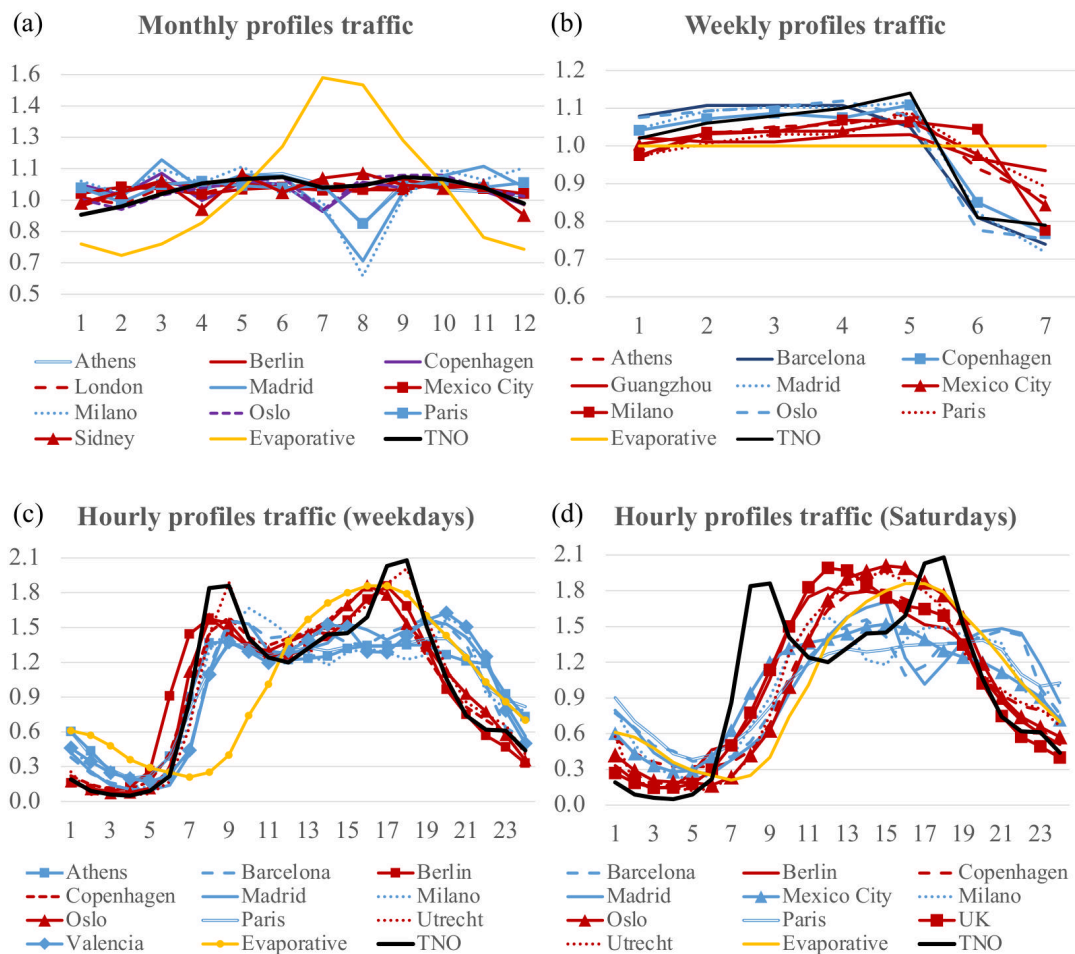 (a) Monthly profiles traffic
1.6
1.4
1.3
1.1
1.0
0.8
0.7
0.5
1 2 3 4 5 6 7 8 9 10 11 12
Athens Berlin Copenhagen
London Madrid Mexico City
Milano Oslo Paris
Sidney Evaporative TNO
(b) Weekly profiles traffic
1.2
1.1
1.0
0.9
0.8
0.7
0.6
1 2 3 4 5 6 7
Athens Barcelona Copenhagen
Guangzhou Madrid Mexico City
Milano Oslo Paris
Evaporative TNO
(c) Hourly profiles traffic (weekdays)
2.1
1.8
1.5
1.2
0.9
0.6
0.3
0.0
1 3 5 7 9 11 13 15 17 19 21 23
Athens Barcelona Berlin
Copenhagen Madrid Milano
Oslo Paris Utrecht
Valencia Evaporative TNO
(d) Hourly profiles traffic (Saturdays)
2.1
1.8
1.5
1.2
0.9
0.6
0.3
0.0
1 3 5 7 9 11 13 15 17 19 21 23
Barcelona Berlin Copenhagen
Madrid Mexico City Milano
Oslo Paris UK
Utrecht Evaporative TNO